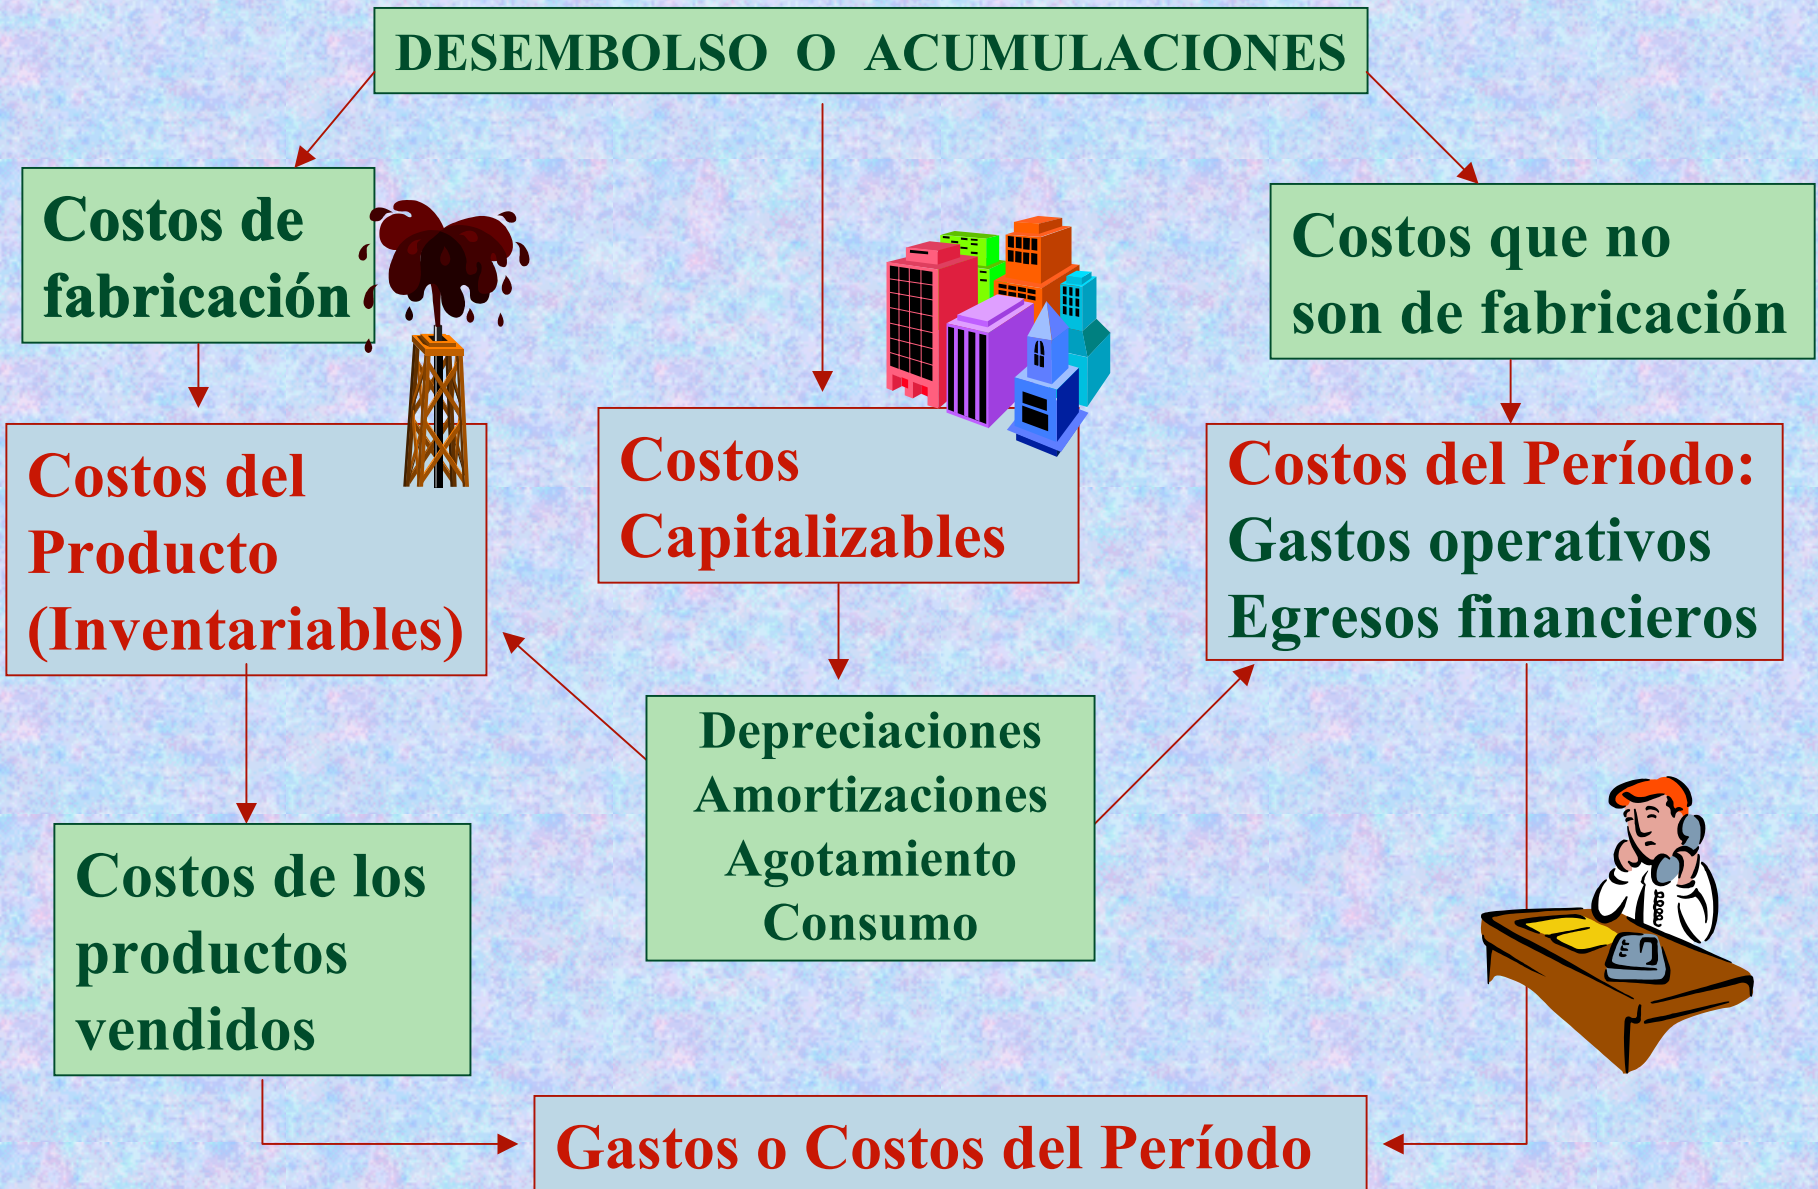 DESEMBOLSO O ACUMULACIONES
Costos de
fabricación
Costos que no
son de fabricación
Costos del
Producto
(Inventariables)
Costos
Capitalizables
Costos del Período:
Gastos operativos
Egresos financieros
Depreciaciones
Amortizaciones
Agotamiento
Consumo
Costos de los
productos
vendidos
Gastos o Costos del Período